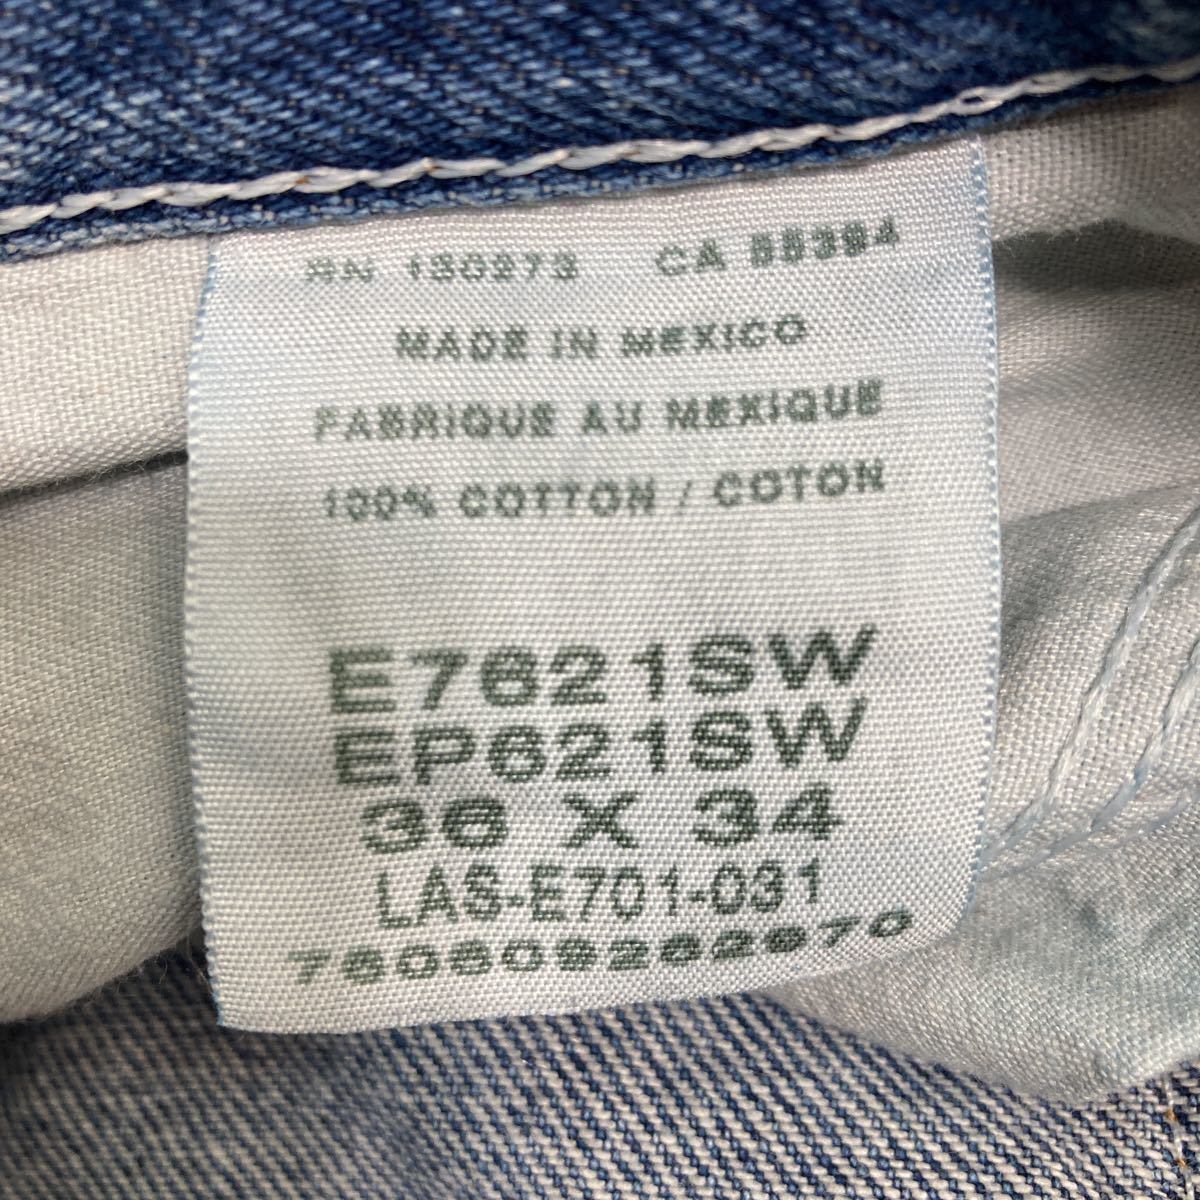 RN 130273 CA 55394
MADE IN MEXICO
FABRIQUE AU MEXIQUE
100% COTTON / COTON
E7621SW
EP621SW
36 X 34
LAS-E701-031